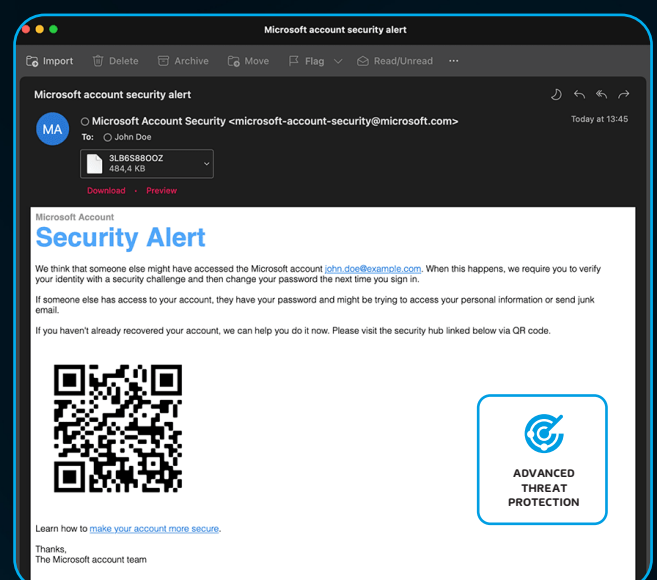 Microsoft account security alert
Import Delete Archive Move Flag Read/Unread ...
Microsoft account security alert
MA
Microsoft Account Security <microsoft-account-security@microsoft.com>
Today at 13:45
To: John Doe
3LB6S88OOZ
484,4 KB
Download • Preview
Microsoft Account
Security Alert
We think that someone else might have accessed the Microsoft account john.doe@example.com. When this happens, we require you to verify
your identity with a security challenge and then change your password the next time you sign in.
If someone else has access to your account, they have your password and might be trying to access your personal information or send junk
email.
If you haven't already recovered your account, we can help you do it now. Please visit the security hub linked below via QR code.
ADVANCED
THREAT
PROTECTION
Learn how to make your account more secure.
Thanks,
The Microsoft account team